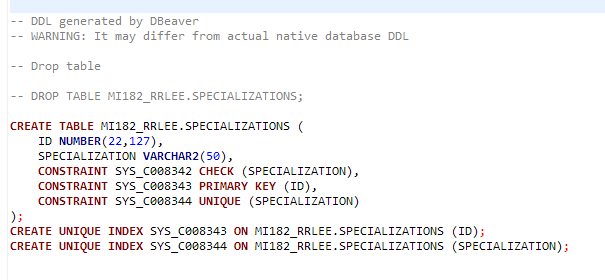 -- DDL generated by DBeaver
-- WARNING: It may differ from actual native database DDL
-- Drop table
-- DROP TABLE MI182_RRLEE.SPECIALIZATIONS;
CREATE TABLE MI182_RRLEE.SPECIALIZATIONS (
ID NUMBER(22,127),
SPECIALIZATION VARCHAR2(50),
CONSTRAINT SYS_C008342 CHECK (SPECIALIZATION),
CONSTRAINT SYS_C008343 PRIMARY KEY (ID),
CONSTRAINT SYS_C008344 UNIQUE (SPECIALIZATION)
);
CREATE UNIQUE INDEX SYS_C008343 ON MI182_RRLEE.SPECIALIZATIONS (ID);
CREATE UNIQUE INDEX SYS_C008344 ON MI182_RRLEE.SPECIALIZATIONS (SPECIALIZATION);